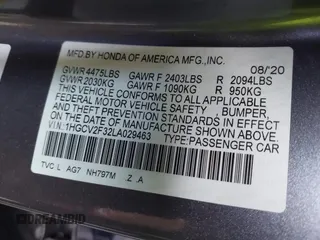 MFD.BY HONDA OF AMERICA MFG.,INC.
08/20
GVWR 4475LBS GAWR F 2403LBS R 2094LBS
GVWR 2030KG GAWR F 1090KG R 950KG
THIS VEHICLE CONFORMS TO ALL APPLICABLE
FEDERAL MOTOR VEHICLE SAFETY, BUMPER,
AND THEFT PREVENTION STANDARDS IN EFFECT
ON THE DATE OF MANUFACTURE SHOWN ABOVE.
V.I.N: 1HGCV2F32LA029463 TYPE:PASSENGER CAR
TVC L . AG7 NH797M . Z . A
DREAMBID